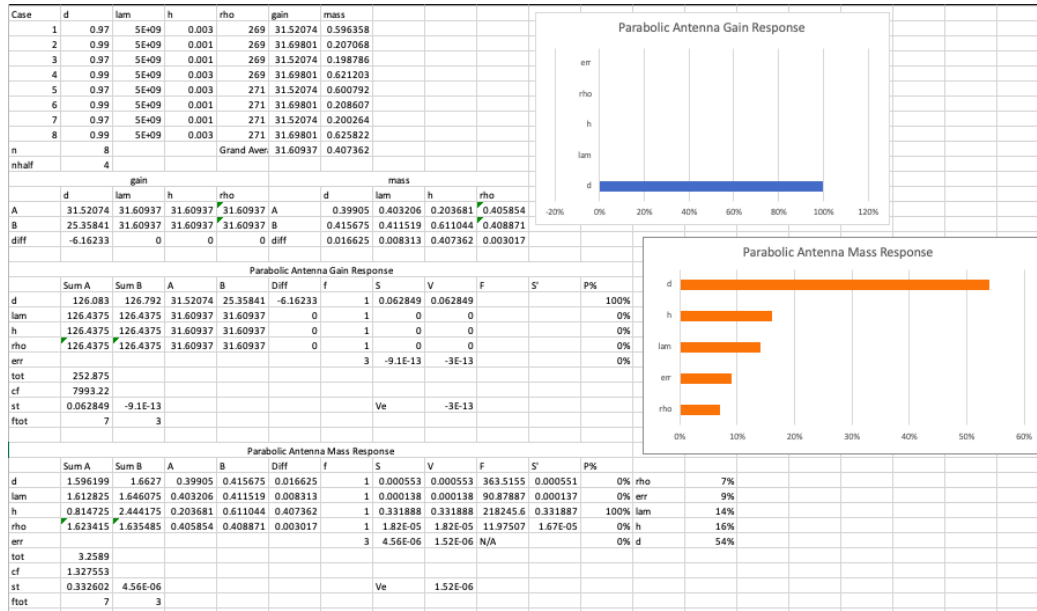 Case d lam h rho gain mass
1 0.97 5E+09 0.003 269 31.52074 0.596358
2 0.99 5E+09 0.001 269 31.69801 0.207068
3 0.97 5E+09 0.001 269 31.52074 0.198786
4 0.99 5E+09 0.003 269 31.69801 0.621203
5 0.97 5E+09 0.003 271 31.52074 0.600792
6 0.99 5E+09 0.001 271 31.69801 0.208607
7 0.97 5E+09 0.001 271 31.52074 0.200264
8 0.99 5E+09 0.003 271 31.69801 0.625822
n 8 Grand Aver 31.60937 0.407362
nhalf 4
gain mass
d lam h rho d lam h rho
A 31.52074 31.60937 31.60937 31.60937 A 0.39905 0.403206 0.203681 0.405854
B 25.35841 31.60937 31.60937 31.60937 B 0.415675 0.411519 0.611044 0.408871
diff -6.16233 0 0 0 diff 0.016625 0.008313 0.407362 0.003017
Parabolic Antenna Gain Response
err
rho
h
lam
d
-20% 0% 20% 40% 60% 80% 100% 120%
Parabolic Antenna Gain Response
Sum A Sum B A B Diff f S V F S' P%
d 126.083 126.792 31.52074 25.35841 -6.16233 1 0.062849 0.062849 100%
lam 126.4375 126.4375 31.60937 31.60937 0 1 0 0 0%
h 126.4375 126.4375 31.60937 31.60937 0 1 0 0 0%
rho 126.4375 126.4375 31.60937 31.60937 0 1 0 0 0%
err 3 -9.1E-13 -3E-13 0%
tot 252.875
cf 7993.22
st 0.062849 -9.1E-13 Ve -3E-13
ftot 7 3
Parabolic Antenna Mass Response
d
h
lam
err
rho
0% 10% 20% 30% 40% 50% 60%
Parabolic Antenna Mass Response
Sum A Sum B A B Diff f S V F S' P%
d 1.596199 1.6627 0.39905 0.415675 0.016625 1 0.000553 0.000553 363.5155 0.000551 0% rho 7%
lam 1.612825 1.646075 0.403206 0.411519 0.008313 1 0.000138 0.000138 90.87887 0.000137 0% err 9%
h 0.814725 2.444175 0.203681 0.611044 0.407362 1 0.331888 0.331888 218245.6 0.331887 100% lam 14%
rho 1.623415 1.635485 0.405854 0.408871 0.003017 1 1.82E-05 1.82E-05 11.97507 1.67E-05 0% h 16%
err 3 4.56E-06 1.52E-06 N/A 0% d 54%
tot 3.2589
cf 1.327553
st 0.332602 4.56E-06 Ve 1.52E-06
ftot 7 3